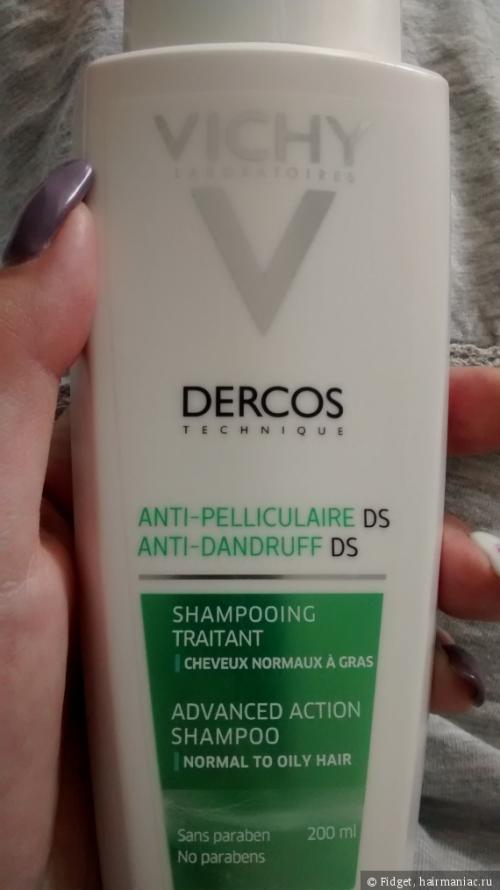 VICHY
LABORATOIRES
V
DERCOS
TECHNIQUE
ANTI-PELLICULAIRE DS
ANTI-DANDRUFF DS
SHAMPOOING
TRAITANT
CHEVEUX NORMAUX À GRAS
ADVANCED ACTION
SHAMPOO
NORMAL TO OILY HAIR
Sans paraben 200 ml
No parabens
© Fidget, hairmaniac.ru